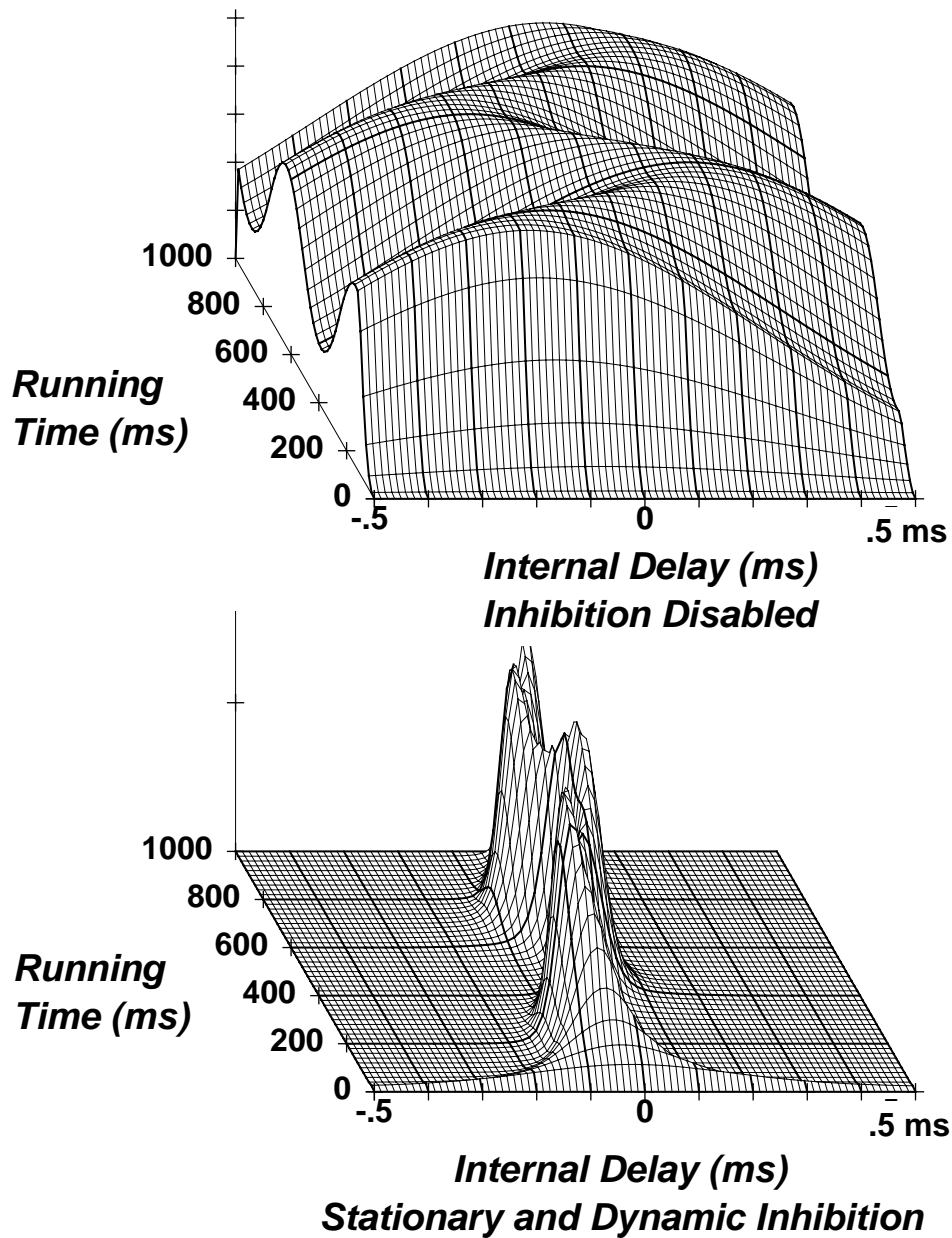 1000
800
600
400
200
0
Running
Time (ms)
-.5
0
.5 ms
Internal Delay (ms)
Inhibition Disabled
1000
800
600
400
200
0
Running
Time (ms)
-.5
0
.5 ms
Internal Delay (ms)
Stationary and Dynamic Inhibition